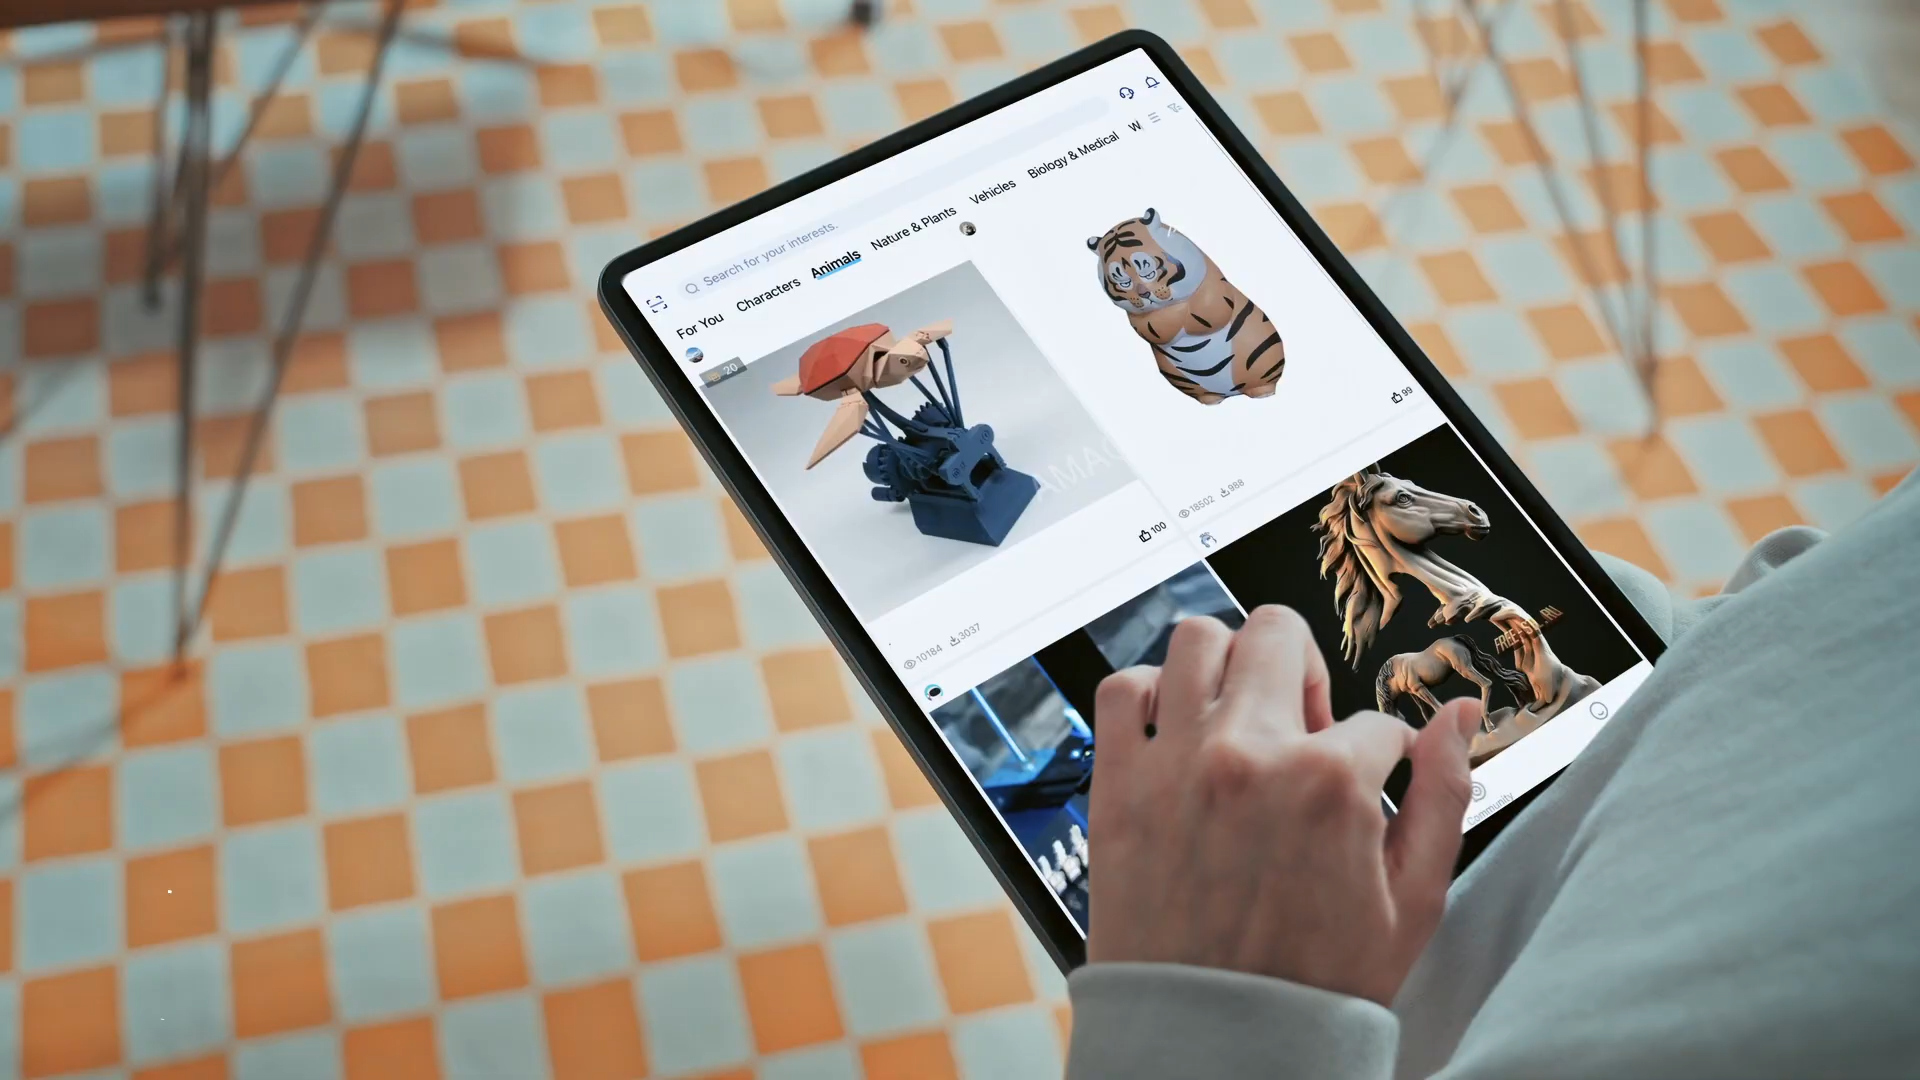 Search for your interests.
For You
Characters
Animals
Nature & Plants
Vehicles
Biology & Medical
W
20
100
10184
3037
99
18502
988
Community